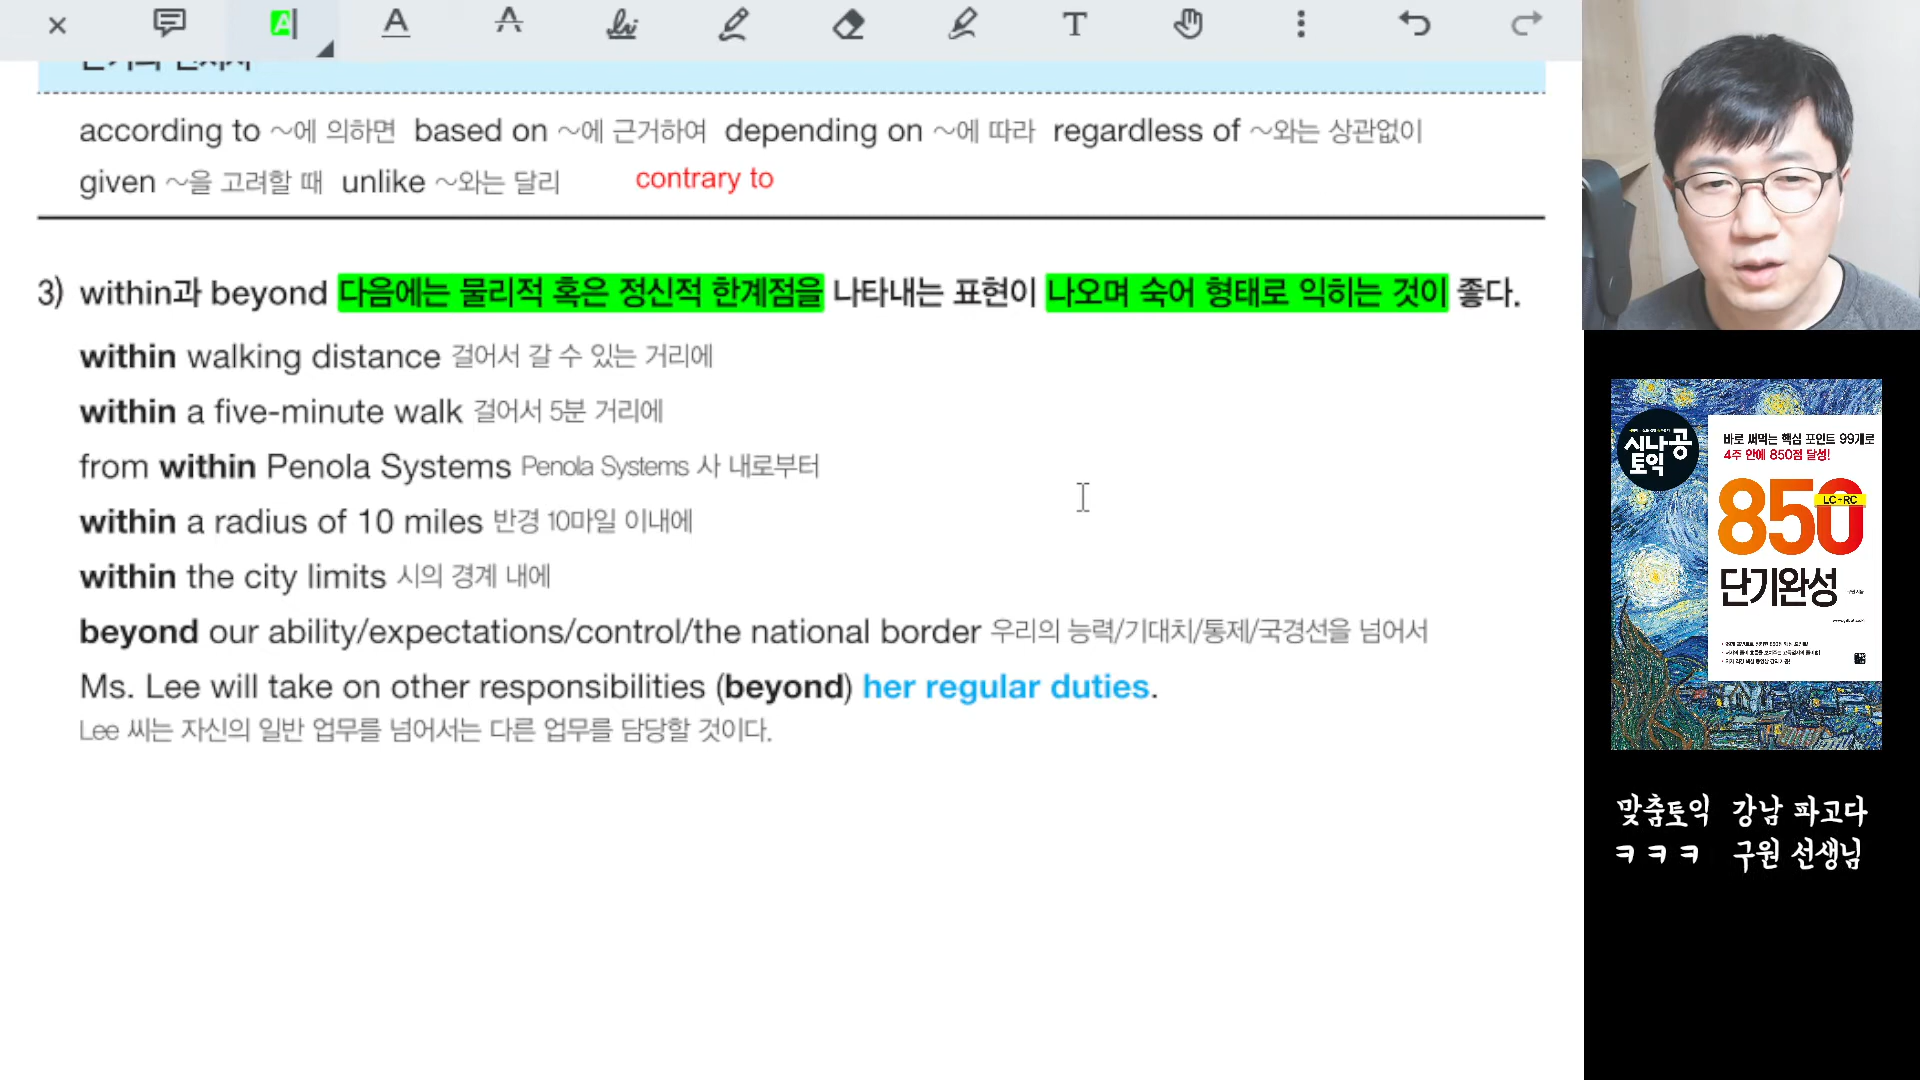 according to ~에 의하면 based on ~에 근거하여 depending on ~에 따라 regardless of ~와는 상관없이
given ~을 고려할 때 unlike ~와는 달리 contrary to
3) within과 beyond 다음에는 물리적 혹은 정신적 한계점을 나타내는 표현이 나오며 숙어 형태로 익히는 것이 좋다.
within walking distance 걸어서 갈 수 있는 거리에
within a five-minute walk 걸어서 5분 거리에
from within Penola Systems Penola Systems 사 내로부터
within a radius of 10 miles 반경 10마일 이내에
within the city limits 시의 경계 내에
beyond our ability/expectations/control/the national border 우리의 능력/기대치/통제/국경선을 넘어서
Ms. Lee will take on other responsibilities (beyond) her regular duties.
Lee 씨는 자신의 일반 업무를 넘어서는 다른 업무를 담당할 것이다.
시나공
토익
바로 써먹는 핵심 포인트 99개로
4주 안에 850점 달성!
850
LC+RC
단기완성
맞춤토익 강남 파고다
ㅋㅋㅋ 구원 선생님